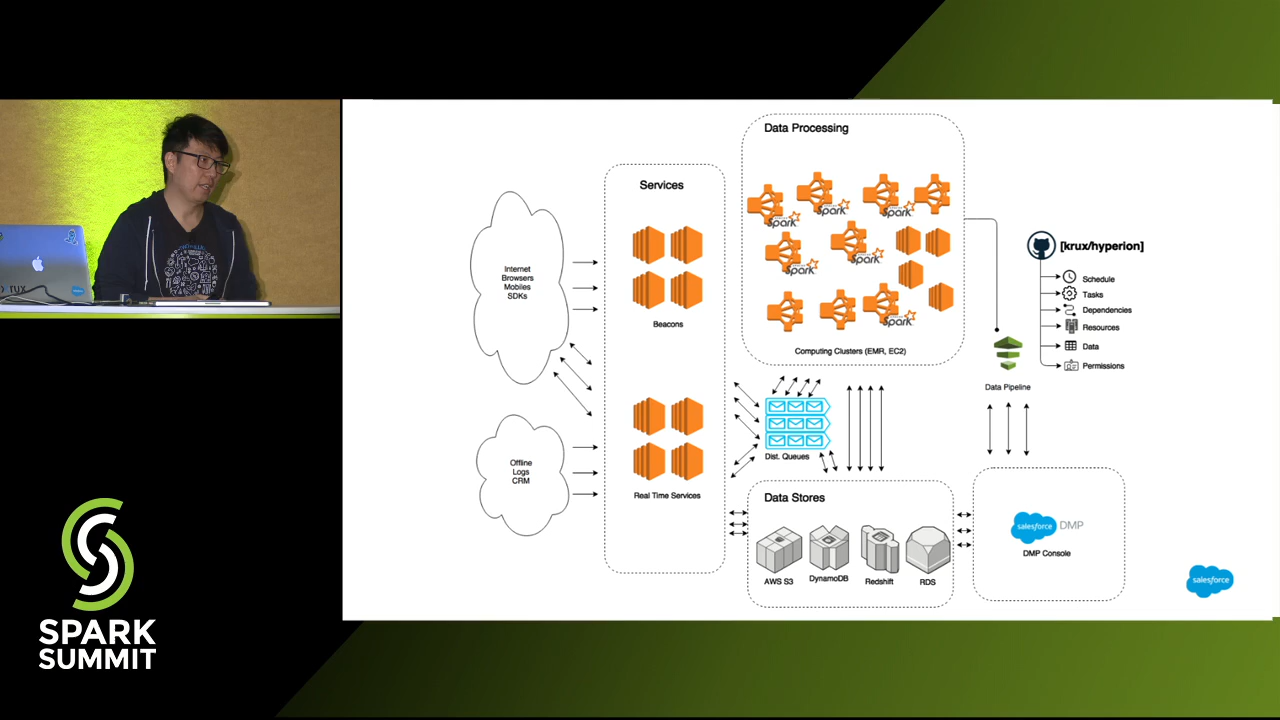 Data Processing
Services
Internet
Browsers
Mobiles
SDKs
Beacons
Spark
Spark
Spark
Spark
Spark
Spark
Computing Clusters (EMR, EC2)
[krux/hyperion]
Schedule
Tasks
Dependencies
Resources
Data
Permissions
Data Pipeline
Offline
Logs
CRM
Real Time Services
Dist. Queues
Data Stores
AWS S3
DynamoDB
Redshift
RDS
salesforce DMP
DMP Console
salesforce
SPARK
SUMMIT